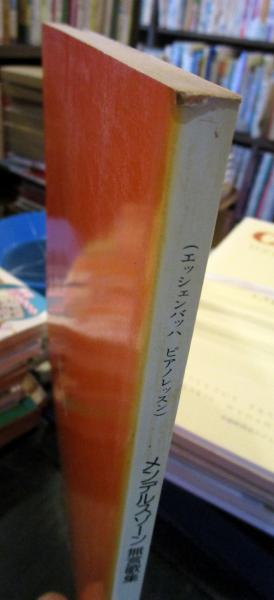 (エッシェンバッハ ピアノレッスン)
メンデルスゾーン無言歌集